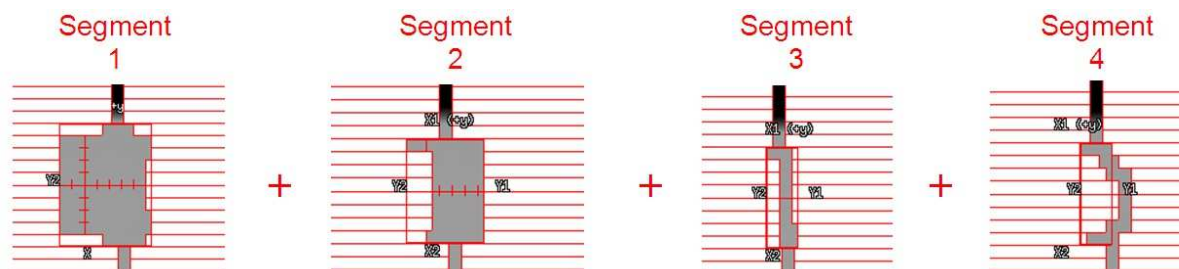 Segment 1
Segment 2
Segment 3
Segment 4
+y
X1 (+y)
X1 (+y)
X1 (+y)
Y2
+
Y2
Y1
+
Y2
Y1
+
Y2
Y1
X
X2
X2
X2